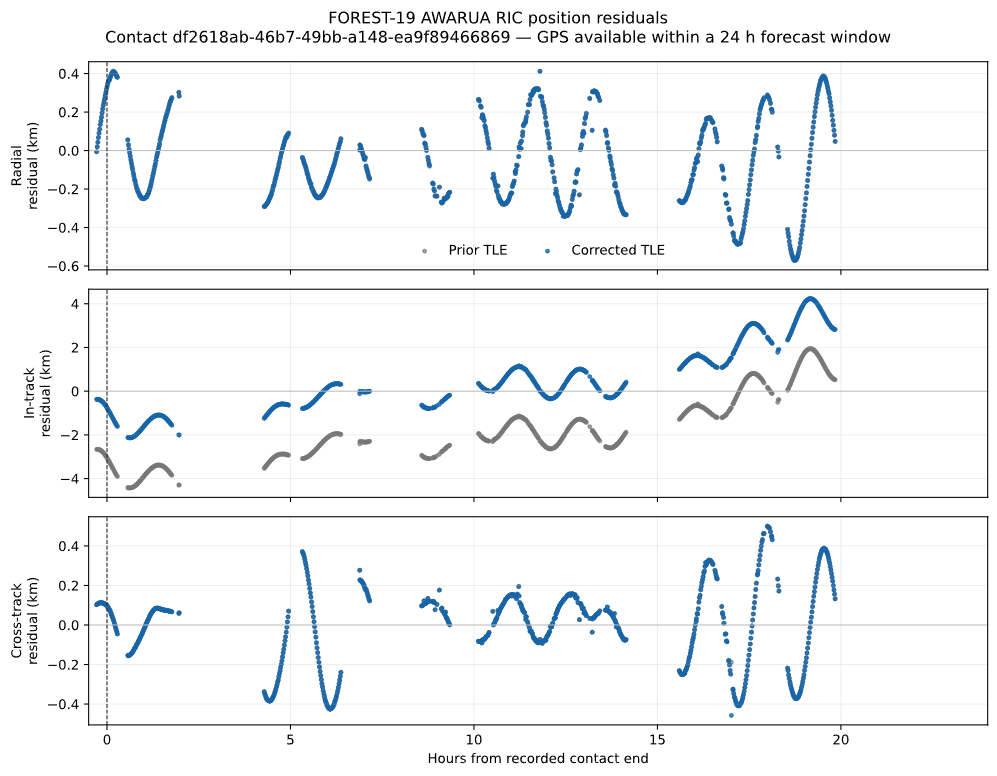 FOREST-19 AWARUA RIC position residuals
Contact df2618ab-46b7-49bb-a148-ea9f89466869 — GPS available within a 24 h forecast window
Radial
residual (km)
0.4
0.2
0.0
−0.2
−0.4
−0.6
Prior TLE
Corrected TLE
In-track
residual (km)
4
2
0
−2
−4
Cross-track
residual (km)
0.4
0.2
0.0
−0.2
−0.4
0
5
10
15
20
Hours from recorded contact end